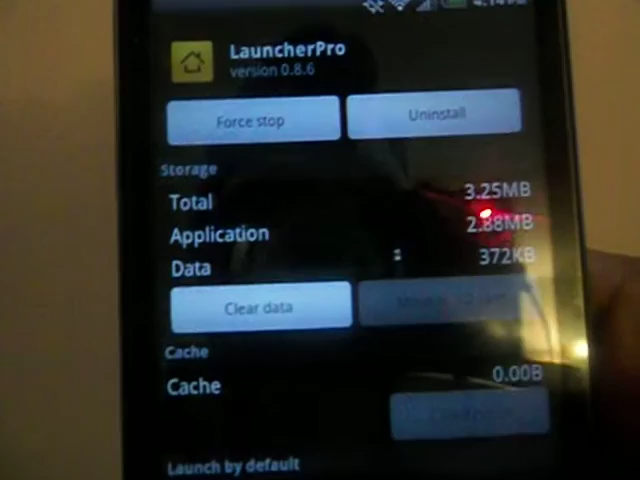 LauncherPro
version 0.8.6
Force stop
Uninstall
Storage
Total 3.25MB
Application 2.88MB
Data 372KB
Clear data
Cache
Cache 0.00B
Launch by default